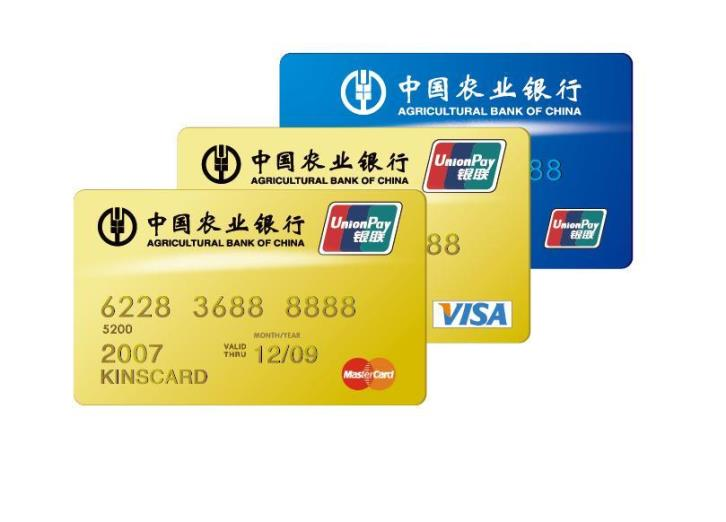 中国农业银行
AGRICULTURAL BANK OF CHINA
88
UnionPay
银联
中国农业银行
AGRICULTURAL BANK OF CHINA
UnionPay
银联
88
VISA
中国农业银行
AGRICULTURAL BANK OF CHINA
UnionPay
银联
6228 3688 8888
5200
MONTH/YEAR
2007 VALID THRU 12/09
KINSCARD
MasterCard